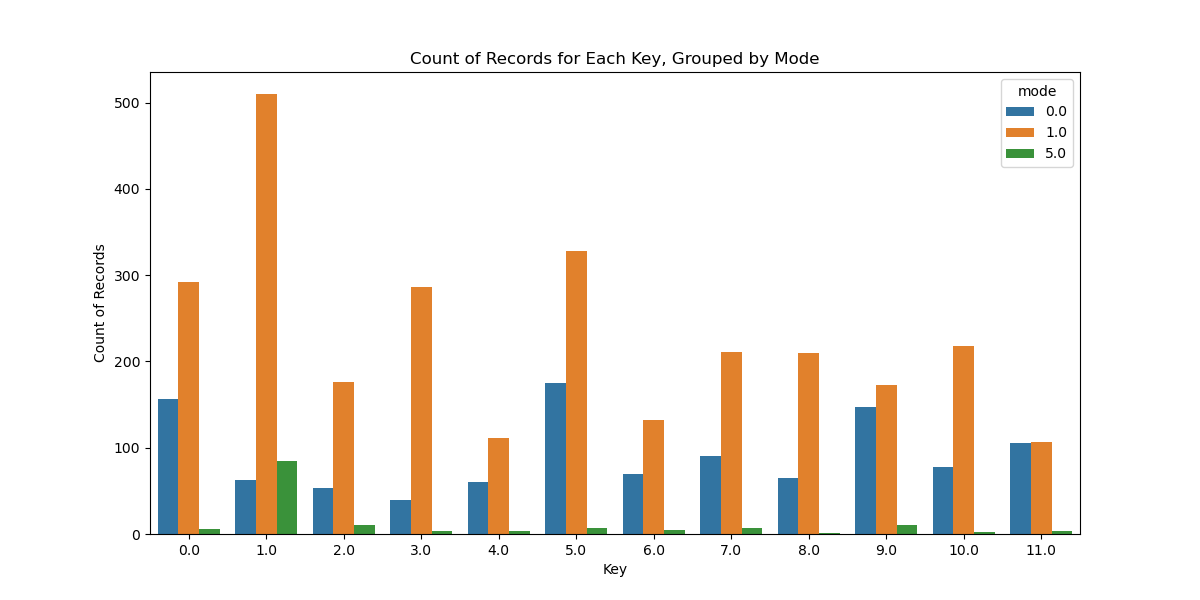 Count of Records for Each Key, Grouped by Mode
mode
0.0
1.0
5.0
500
400
300
200
100
0
Count of Records
0.0 1.0 2.0 3.0 4.0 5.0 6.0 7.0 8.0 9.0 10.0 11.0
Key